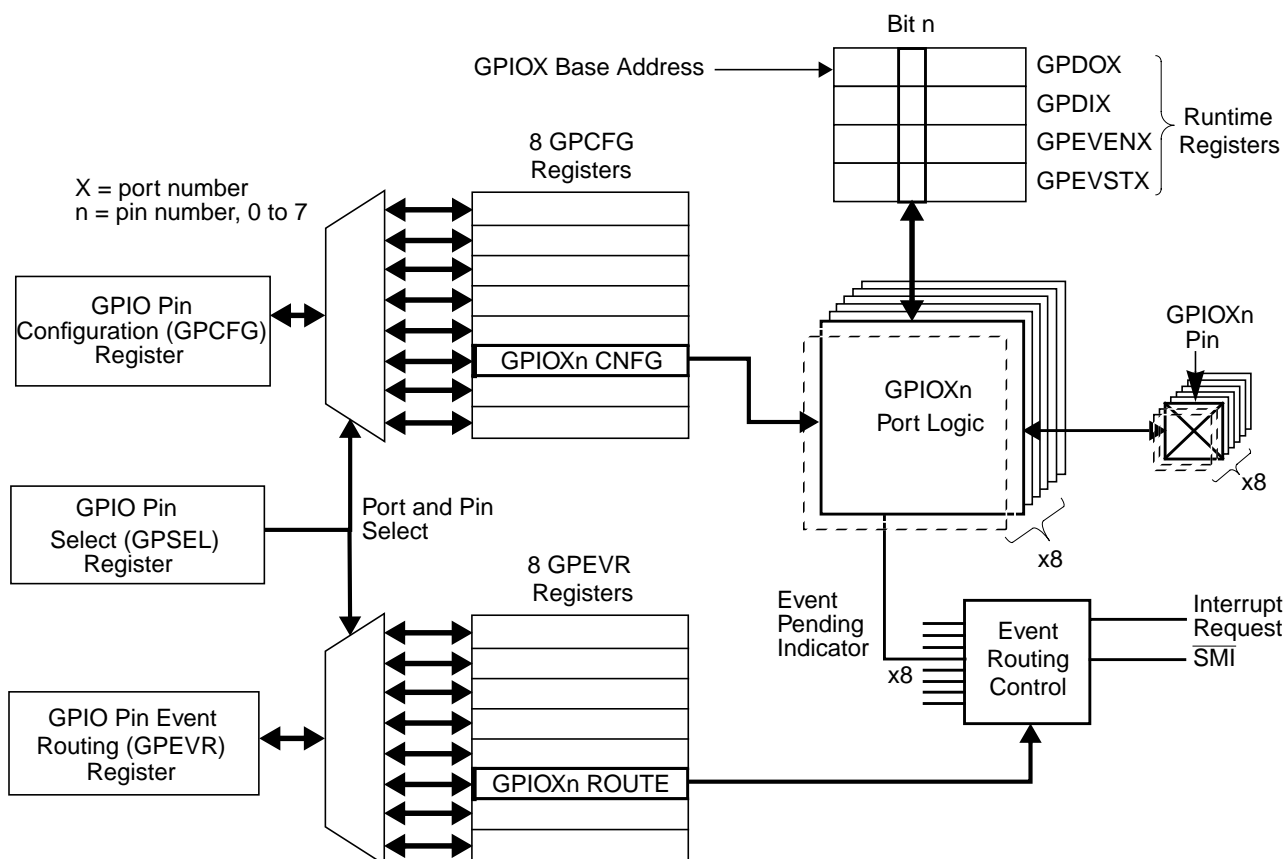 Bit n
GPIOX Base Address
GPDOX
GPDIX
GPEVENX
GPEVSTX
Runtime
Registers
8 GPCFG
Registers
X = port number
n = pin number, 0 to 7
GPIO Pin
Configuration (GPCFG)
Register
GPIOXn CNFG
GPIOXn
Port Logic
GPIOXn
Pin
x8
x8
GPIO Pin
Select (GPSEL)
Register
Port and Pin
Select
8 GPEVR
Registers
Event
Pending
Indicator
x8
Event
Routing
Control
Interrupt
Request
SMI
GPIO Pin Event
Routing (GPEVR)
Register
GPIOXn ROUTE